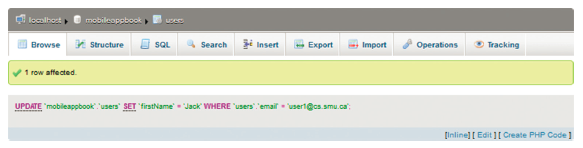 localhost ▸ mobileappbook ▸ users
Browse Structure SQL Search Insert Export Import Operations Tracking
1 row affected.
UPDATE `mobileappbook`.`users` SET `firstName` = 'Jack' WHERE `users`.`email` = 'user1@cs.smu.ca';
[Inline] [ Edit ] [ Create PHP Code ]